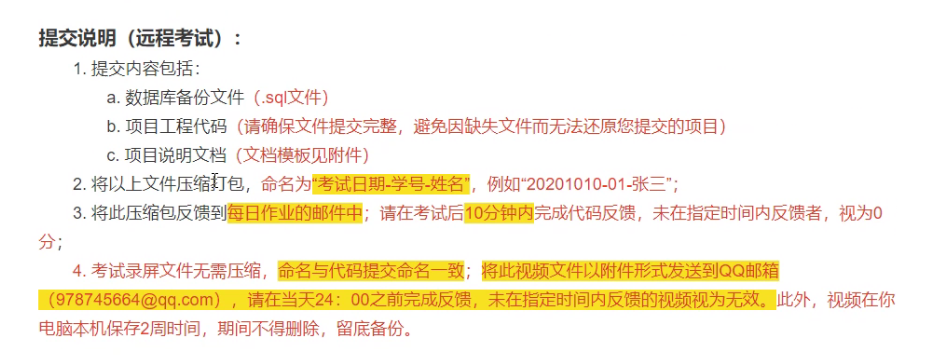 提交说明（远程考试）：
1. 提交内容包括：
a. 数据库备份文件（.sql文件）
b. 项目工程代码（请确保文件提交完整，避免因缺失文件而无法还原您提交的项目）
c. 项目说明文档（文档模板见附件）
2. 将以上文件压缩打包，命名为“考试日期-学号-姓名”，例如“20201010-01-张三”；
3. 将此压缩包反馈到每日作业的邮件中；请在考试后10分钟内完成代码反馈，未在指定时间内反馈者，视为0
分；
4. 考试录屏文件无需压缩，命名与代码提交命名一致；将此视频文件以附件形式发送到QQ邮箱
（978745664@qq.com），请在当天24：00之前完成反馈，未在指定时间内反馈的视频视为无效。此外，视频在你
电脑本机保存2周时间，期间不得删除，留底备份。